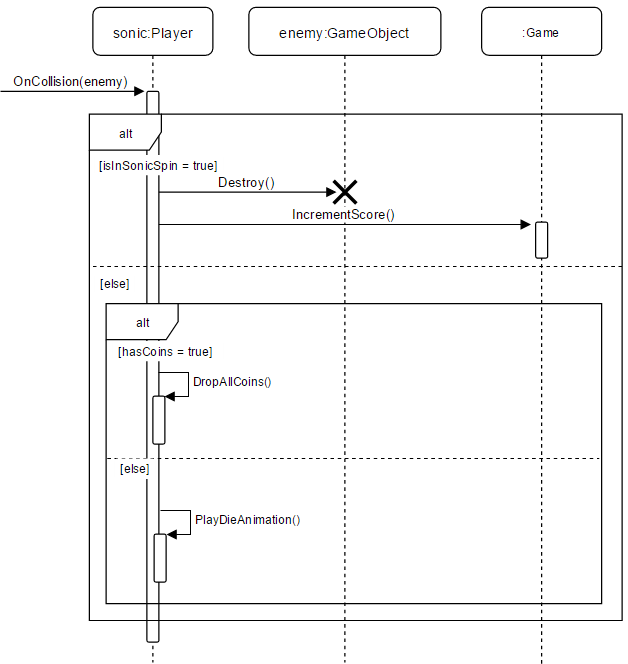 sonic:Player
enemy:GameObject
:Game
OnCollision(enemy)
alt
[isInSonicSpin = true]
Destroy()
IncrementScore()
[else]
alt
[hasCoins = true]
DropAllCoins()
[else]
PlayDieAnimation()